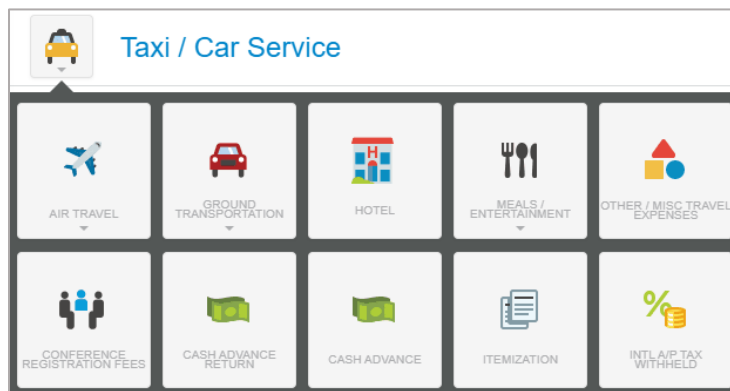 Taxi / Car Service
AIR TRAVEL
GROUND
TRANSPORTATION
H
HOTEL
MEALS /
ENTERTAINMENT
OTHER / MISC TRAVEL
EXPENSES
CONFERENCE
REGISTRATION FEES
CASH ADVANCE
RETURN
CASH ADVANCE
ITEMIZATION
%
INTL A/P TAX
WITHHELD